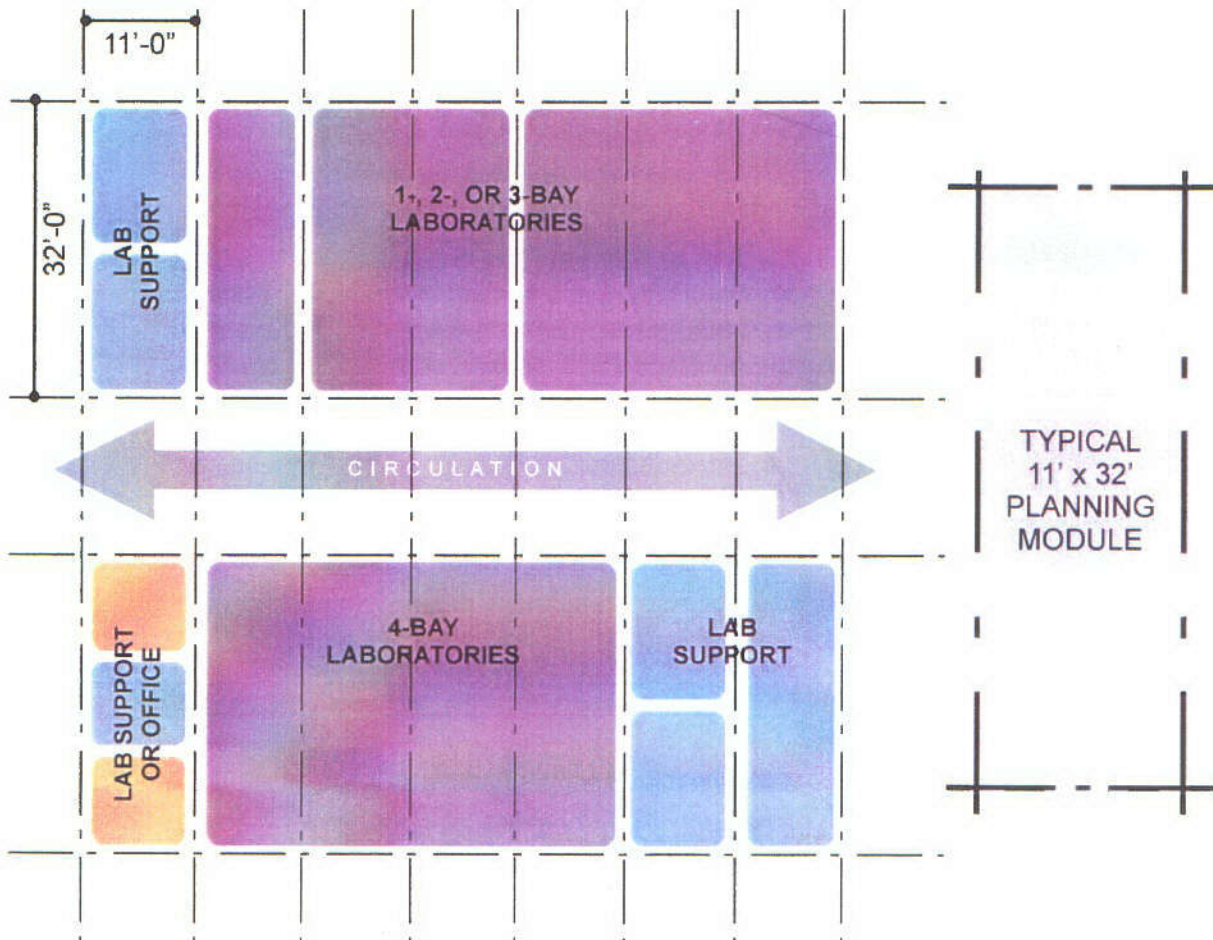 11'-0"
32'-0"
LAB
SUPPORT
1-, 2-, OR 3-BAY
LABORATORIES
CIRCULATION
TYPICAL
11' x 32'
PLANNING
MODULE
LAB SUPPORT
OR OFFICE
4-BAY
LABORATORIES
LAB
SUPPORT